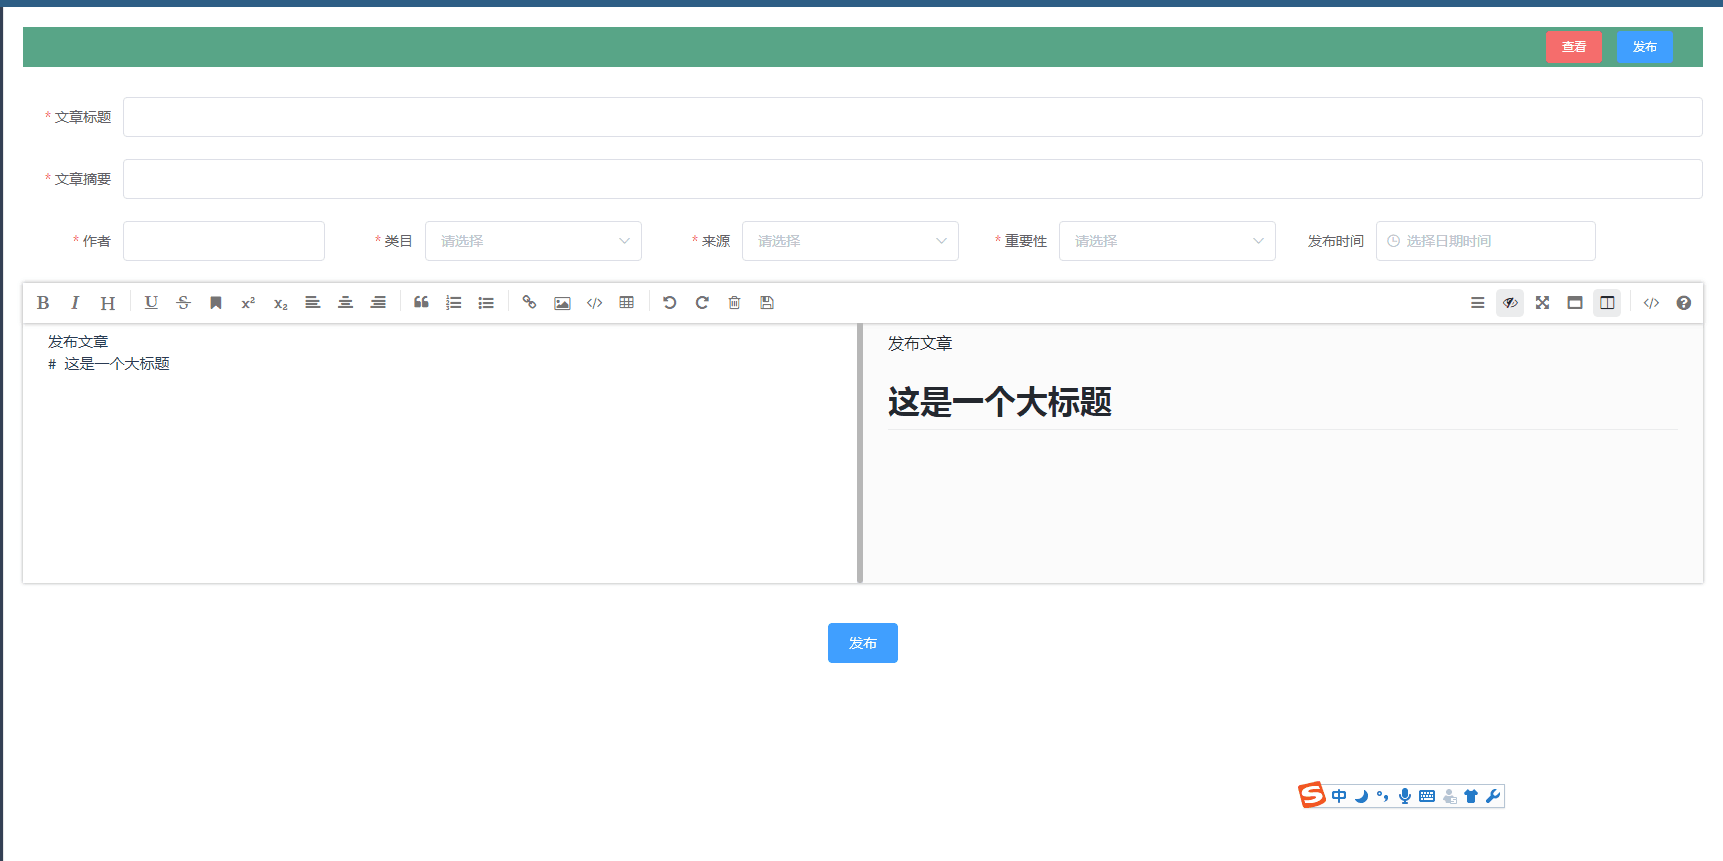 查看 发布
* 文章标题
* 文章摘要
* 作者 * 类目 请选择 * 来源 请选择 * 重要性 请选择 发布时间 选择日期时间
B I H U S x² x₂
发布文章
# 这是一个大标题
发布文章
这是一个大标题
发布
S 中